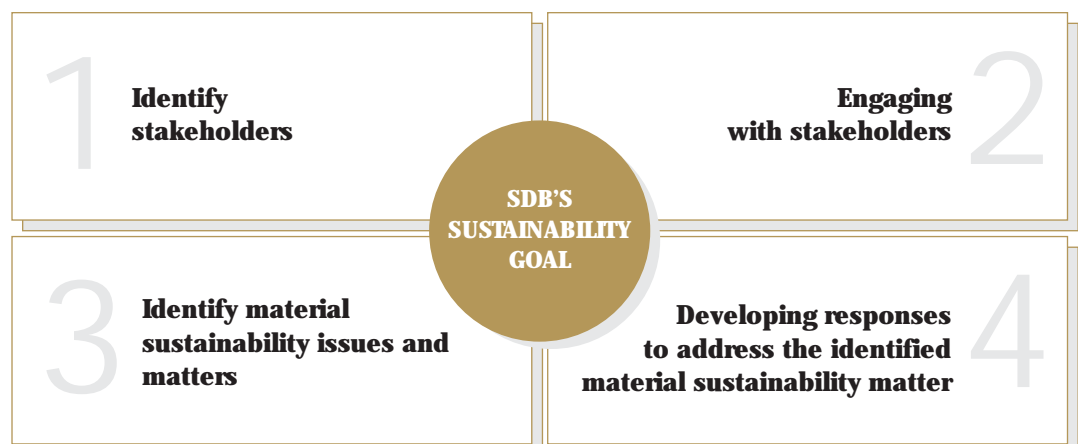 1
Identify
stakeholders
2
Engaging
with stakeholders
SDB'S
SUSTAINABILITY
GOAL
3
Identify material
sustainability issues and
matters
4
Developing responses
to address the identified
material sustainability matter